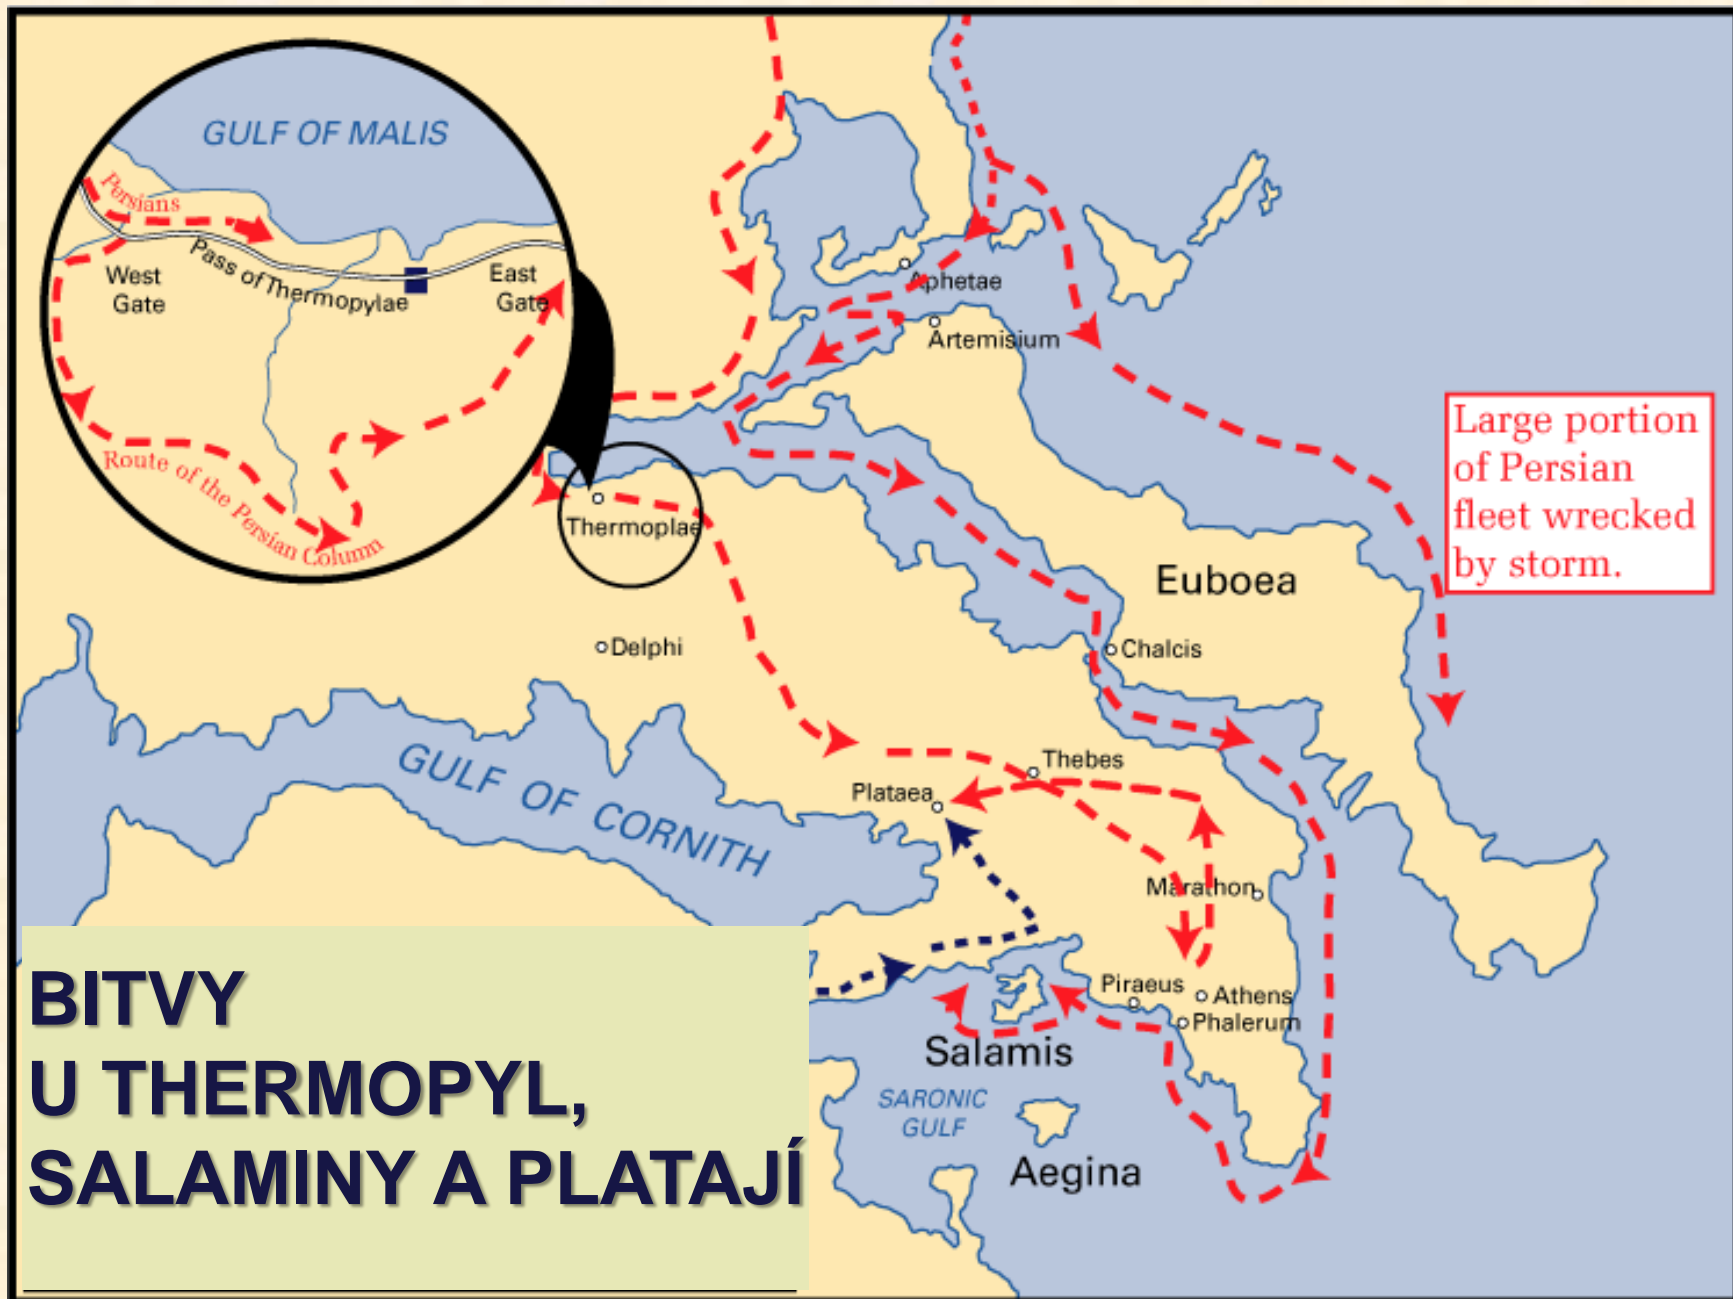 GULF OF MALIS
Persians
Pass of Thermopylae
West
Gate
East
Gate
Route of the Persian Column
Aphetae
Artemisium
Large portion
of Persian
fleet wrecked
by storm.
Thermoplae
Euboea
Delphi
Chalcis
GULF OF CORNITH
Thebes
Plataea
Marathon
Piraeus
Athens
Phalerum
Salamis
SARONIC
GULF
Aegina
BITVY
U THERMOPYL,
SALAMINY A PLATAJÍ